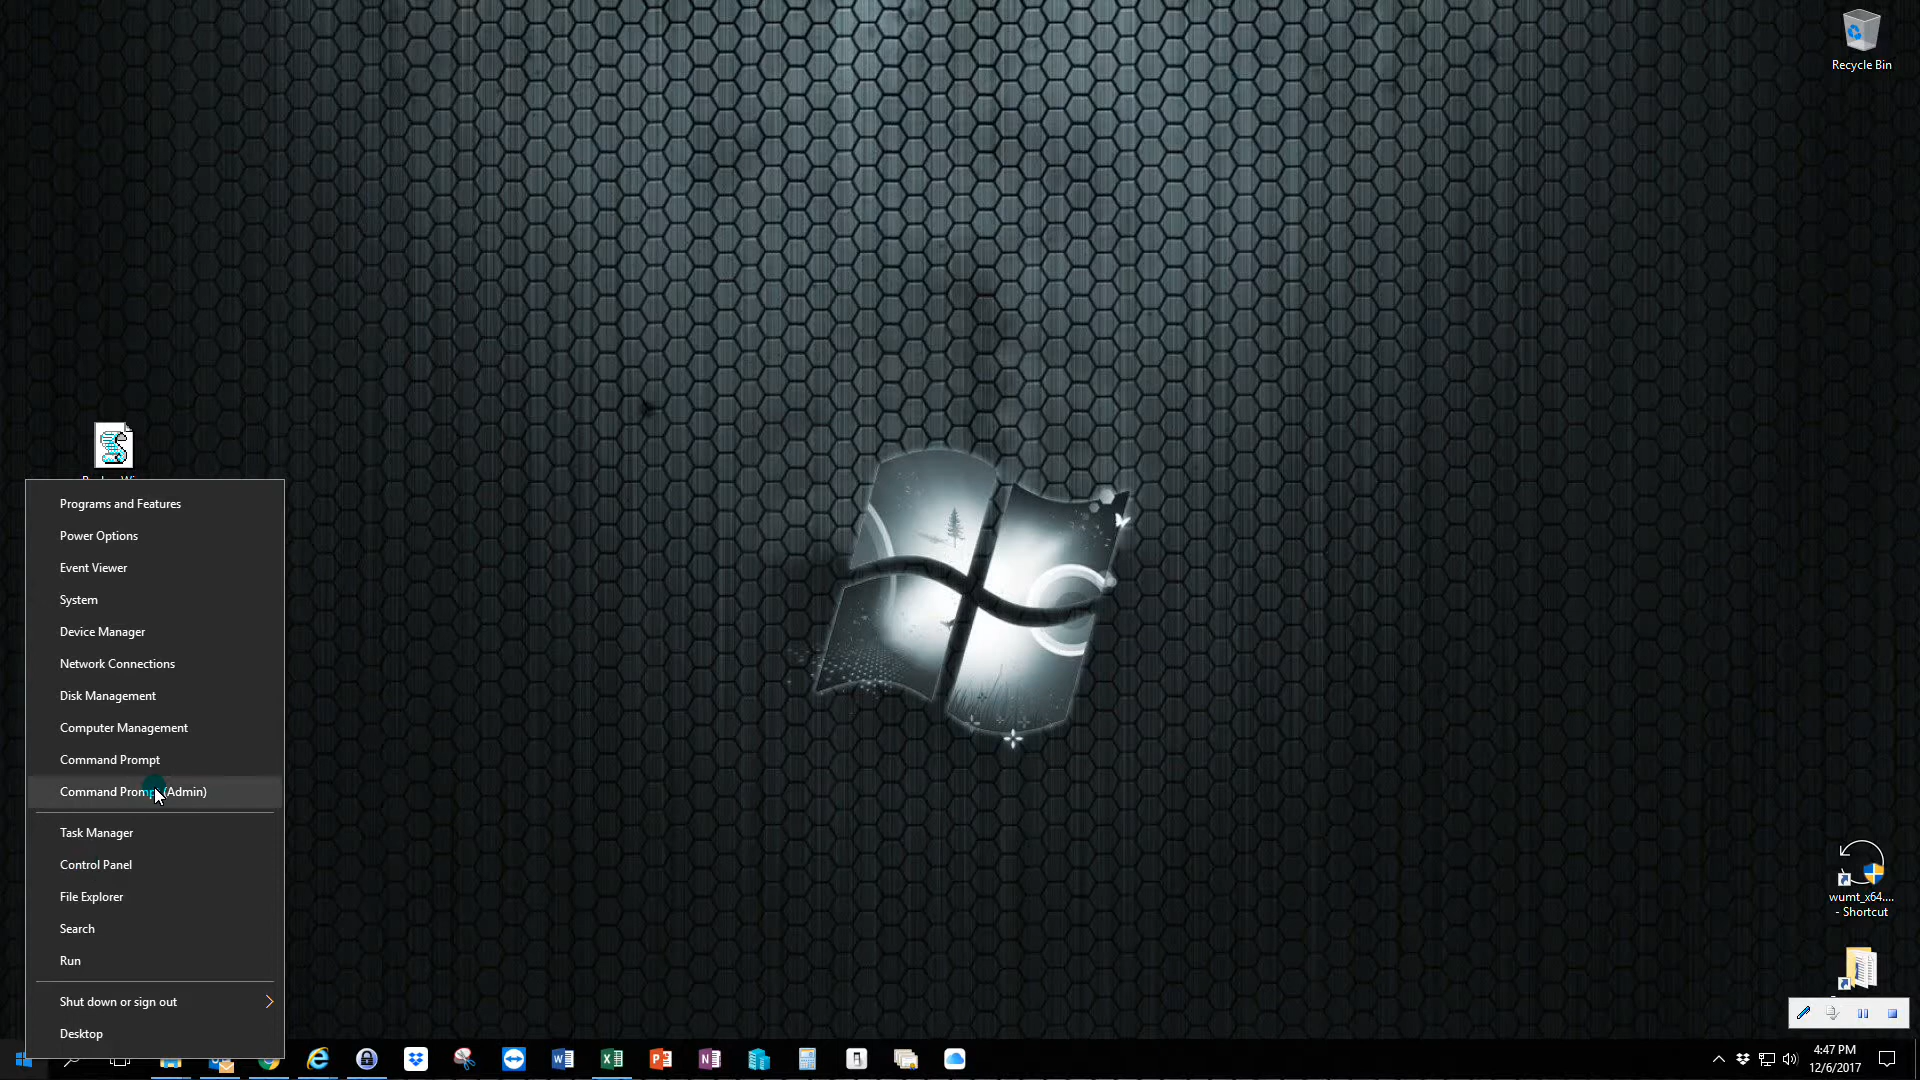 Recycle Bin
Programs and Features
Power Options
Event Viewer
System
Device Manager
Network Connections
Disk Management
Computer Management
Command Prompt
Command Prompt (Admin)
Task Manager
Control Panel
File Explorer
Search
Run
Shut down or sign out
Desktop
wumt_x64....
- Shortcut
4:47 PM
12/6/2017